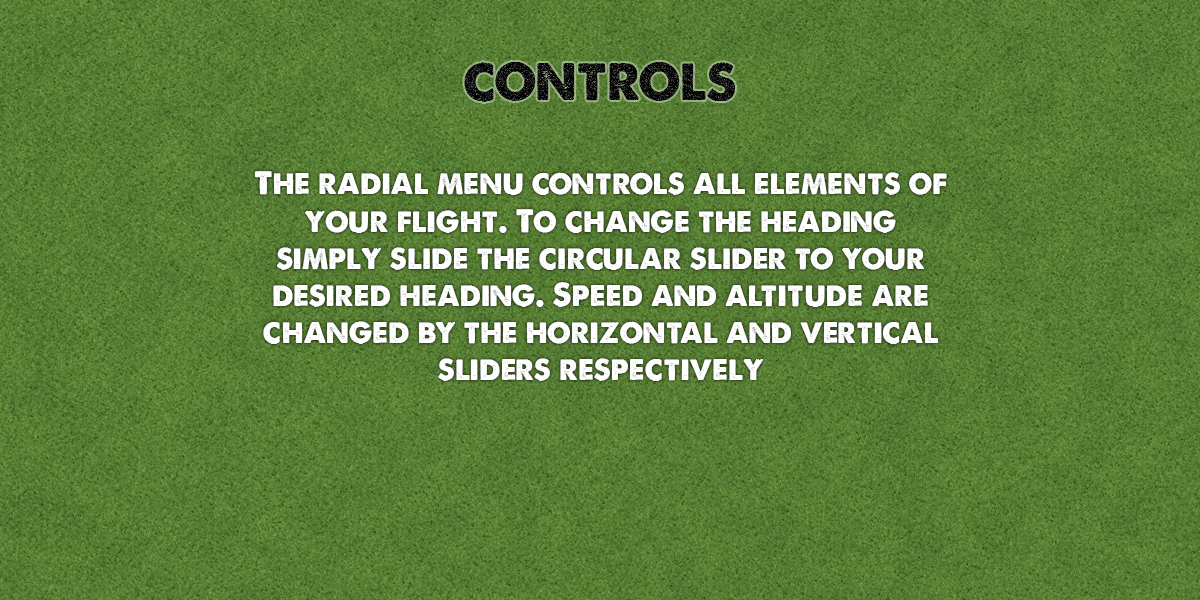 CONTROLS
THE RADIAL MENU CONTROLS ALL ELEMENTS OF
YOUR FLIGHT. TO CHANGE THE HEADING
SIMPLY SLIDE THE CIRCULAR SLIDER TO YOUR
DESIRED HEADING. SPEED AND ALTITUDE ARE
CHANGED BY THE HORIZONTAL AND VERTICAL
SLIDERS RESPECTIVELY